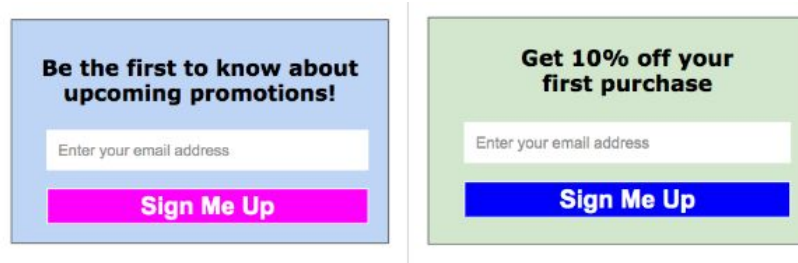 Be the first to know about
upcoming promotions!
Enter your email address
Sign Me Up
Get 10% off your
first purchase
Enter your email address
Sign Me Up